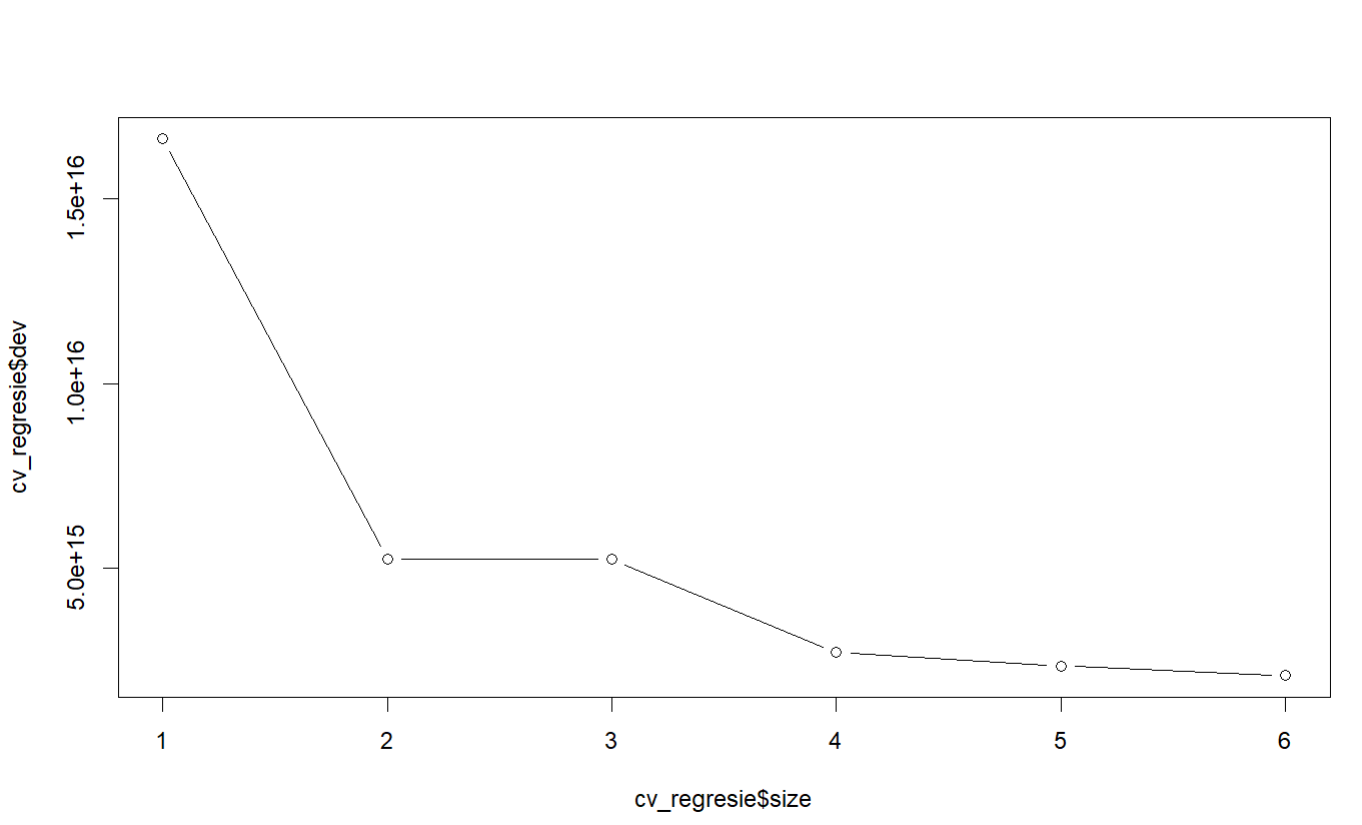 1.5e+16
1.0e+16
5.0e+15
cv_regresie$dev
1 2 3 4 5 6
cv_regresie$size